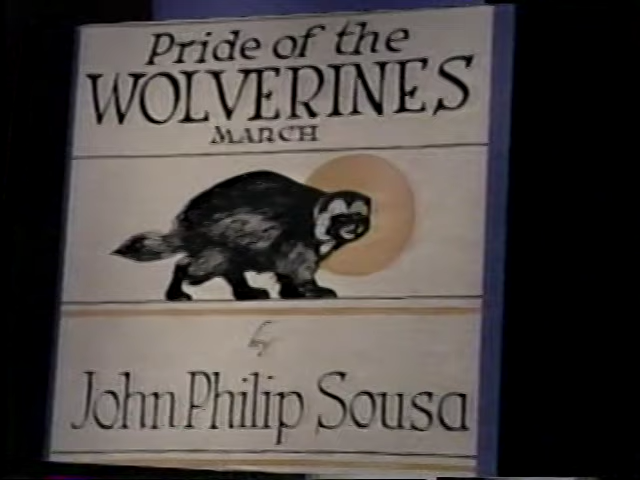 Pride of the
WOLVERINES
MARCH
by
John Philip Sousa